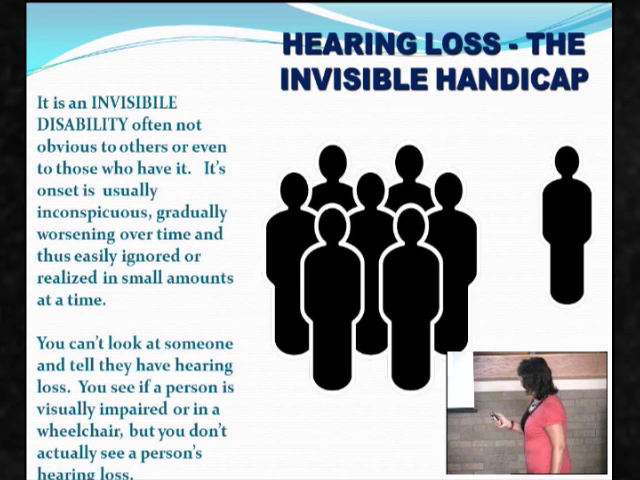 HEARING LOSS - THE
INVISIBLE HANDICAP
It is an INVISIBILE
DISABILITY often not
obvious to others or even
to those who have it.   It's
onset is  usually
inconspicuous, gradually
worsening over time and
thus easily ignored or
realized in small amounts
at a time.
You can't look at someone
and tell they have hearing
loss.  You see if a person is
visually impaired or in a
wheelchair, but you don't
actually see a person's
hearing loss.